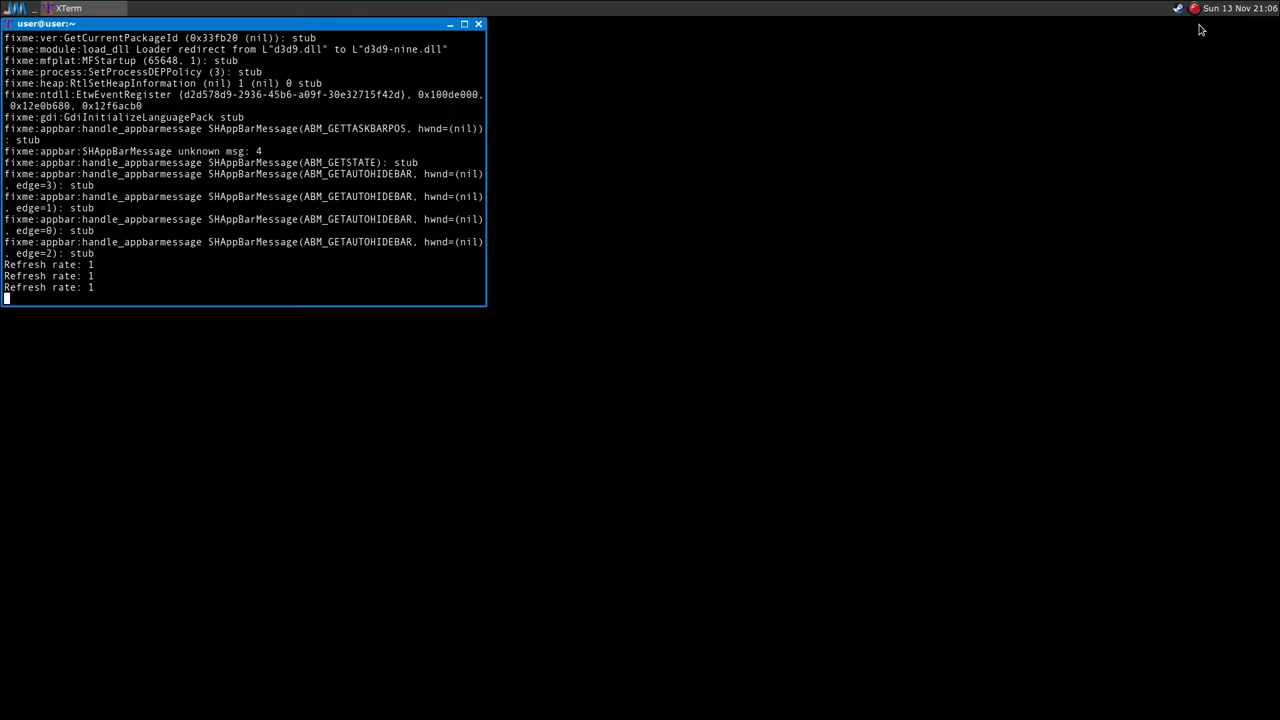 XTerm
Sun 13 Nov 21:06
user@user:~
fixme:ver:GetCurrentPackageId (0x33fb20 (nil)): stub
fixme:module:load_dll Loader redirect from L"d3d9.dll" to L"d3d9-nine.dll"
fixme:mfplat:MFStartup (65648, 1): stub
fixme:process:SetProcessDEPPolicy (3): stub
fixme:heap:RtlSetHeapInformation (nil) 1 (nil) 0 stub
fixme:ntdll:EtwEventRegister {d2d578d9-2936-45b6-a09f-30e32715f42d}, 0x100de000,
 0x12e0b680, 0x12f6acb0
fixme:gdi:GdiInitializeLanguagePack stub
fixme:appbar:handle_appbarmessage SHAppBarMessage(ABM_GETTASKBARPOS, hwnd=(nil))
: stub
fixme:appbar:SHAppBarMessage unknown msg: 4
fixme:appbar:handle_appbarmessage SHAppBarMessage(ABM_GETSTATE): stub
fixme:appbar:handle_appbarmessage SHAppBarMessage(ABM_GETAUTOHIDEBAR, hwnd=(nil)
, edge=3): stub
fixme:appbar:handle_appbarmessage SHAppBarMessage(ABM_GETAUTOHIDEBAR, hwnd=(nil)
, edge=1): stub
fixme:appbar:handle_appbarmessage SHAppBarMessage(ABM_GETAUTOHIDEBAR, hwnd=(nil)
, edge=0): stub
fixme:appbar:handle_appbarmessage SHAppBarMessage(ABM_GETAUTOHIDEBAR, hwnd=(nil)
, edge=2): stub
Refresh rate: 1
Refresh rate: 1
Refresh rate: 1